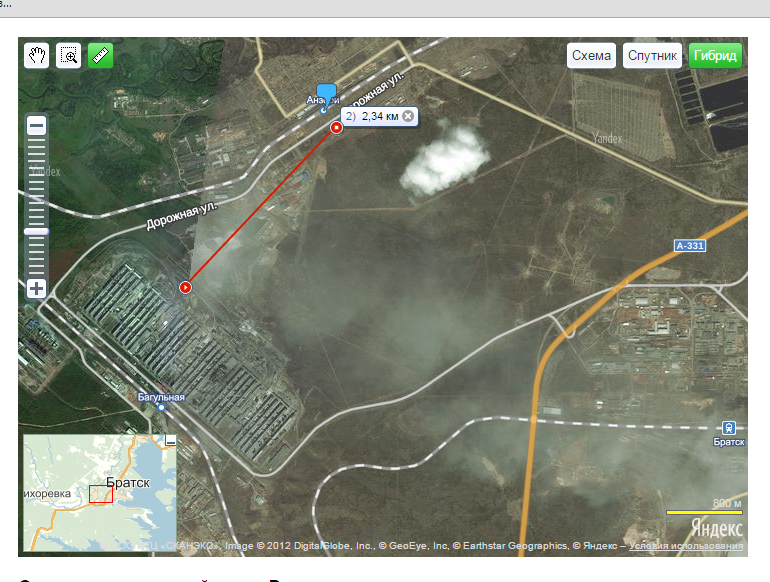 Схема
Спутник
Гибрид
Анзеби
Дорожная ул.
2) 2,34 км
Yandex
Yandex
Дорожная ул.
А-331
Багульная
Братск
Братск
ихоревка
800 м
Яндекс
«СКАНЭКС», Image © 2012 DigitalGlobe, Inc., © GeoEye, Inc, © Earthstar Geographics, © Яндекс – Условия использования